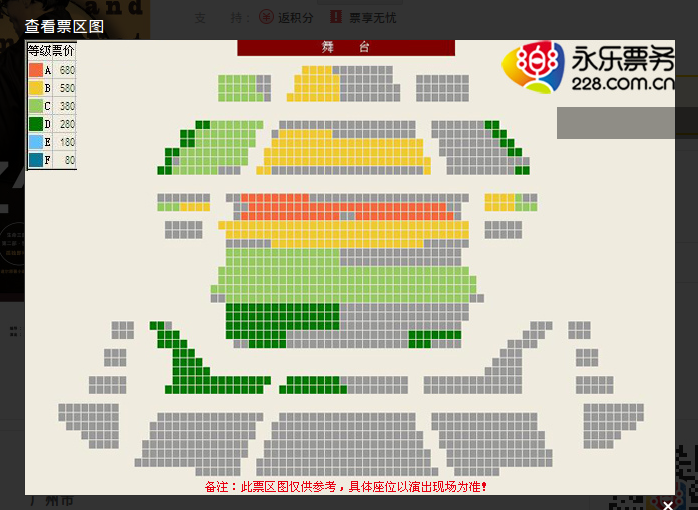 支 持：
返积分
票享无忧
查看票区图
舞 台
等级票价
A 680
B 580
C 380
D 280
E 180
F 80
永乐票务
228.com.cn
备注：此票区图仅供参考，具体座位以演出现场为准！
广州市